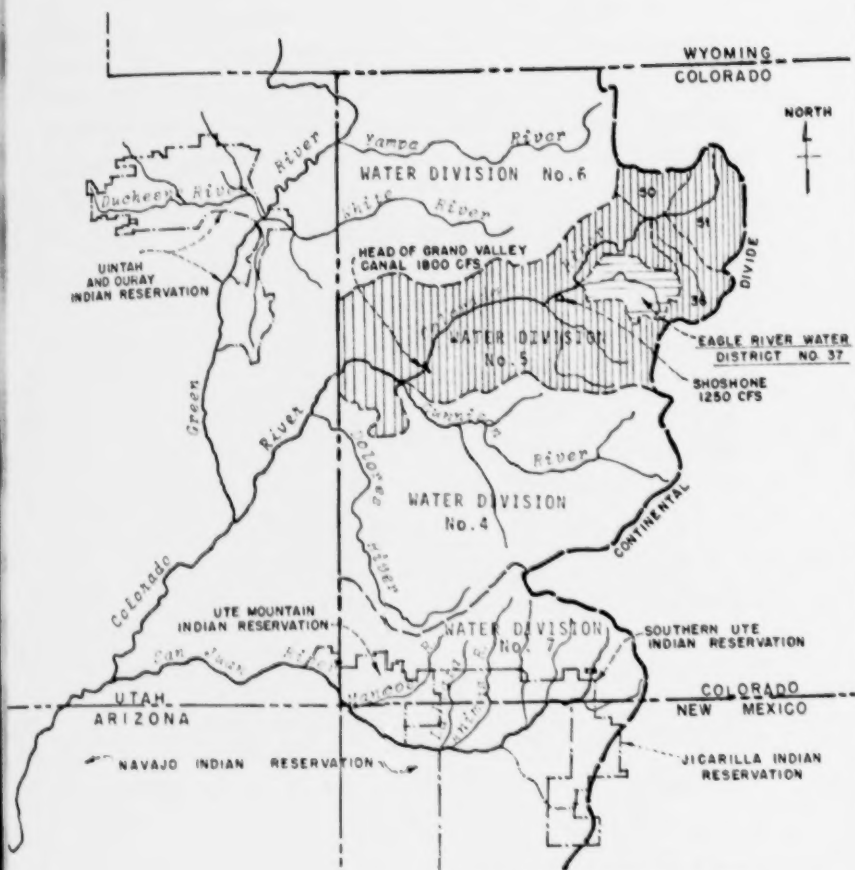 WYOMING
COLORADO
NORTH
Yampa River
WATER DIVISION No.6
River
Duchesne River
White River
50
51
HEAD OF GRAND VALLEY
CANAL 1800 CFS
UINTAH
AND OURAY
INDIAN RESERVATION
36
DIVIDE
WATER DIVISION
No.5
EAGLE RIVER WATER
DISTRICT NO. 37
SHOSHONE
1250 CFS
Green
River
Gunnison
River
Dolores
River
WATER DIVISION
No.4
CONTINENTAL
Colorado
UTE MOUNTAIN
INDIAN RESERVATION
WATER DIVISION
No. 7
SOUTHERN UTE
INDIAN RESERVATION
San Juan River
Mancos R.
Animas R.
UTAH
ARIZONA
COLORADO
NEW MEXICO
NAVAJO INDIAN RESERVATION
JICARILLA INDIAN
RESERVATION